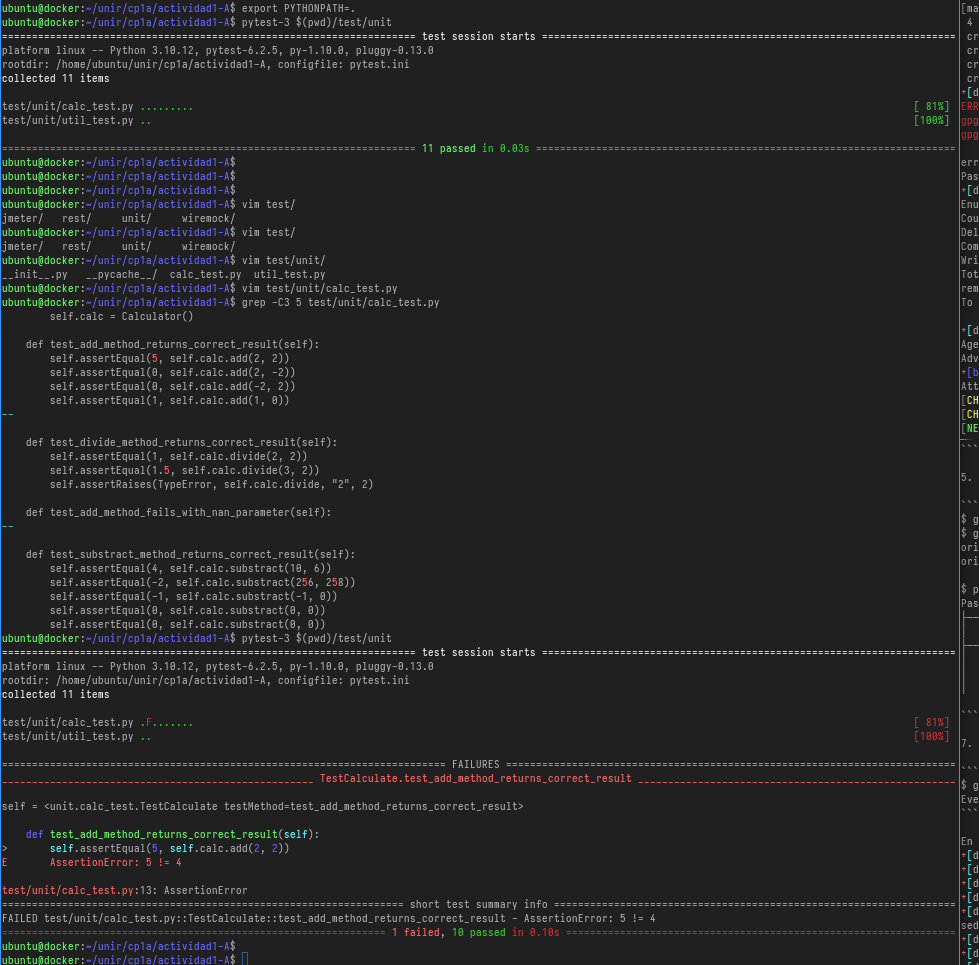 ubuntu@docker:~/unir/cp1a/actividad1-A$ export PYTHONPATH=.
ubuntu@docker:~/unir/cp1a/actividad1-A$ pytest-3 $(pwd)/test/unit
============================== test session starts ==============================
platform linux -- Python 3.10.12, pytest-6.2.5, py-1.10.0, pluggy-0.13.0
rootdir: /home/ubuntu/unir/cp1a/actividad1-A, configfile: pytest.ini
collected 11 items

test/unit/calc_test.py ......... [ 81%]
test/unit/util_test.py .. [100%]

============================== 11 passed in 0.03s ==============================
ubuntu@docker:~/unir/cp1a/actividad1-A$
ubuntu@docker:~/unir/cp1a/actividad1-A$
ubuntu@docker:~/unir/cp1a/actividad1-A$
ubuntu@docker:~/unir/cp1a/actividad1-A$ vim test/
jmeter/   rest/     unit/     wiremock/
ubuntu@docker:~/unir/cp1a/actividad1-A$ vim test/
jmeter/   rest/     unit/     wiremock/
ubuntu@docker:~/unir/cp1a/actividad1-A$ vim test/unit/
__init__.py   __pycache__/  calc_test.py  util_test.py
ubuntu@docker:~/unir/cp1a/actividad1-A$ vim test/unit/calc_test.py
ubuntu@docker:~/unir/cp1a/actividad1-A$ grep -C3 5 test/unit/calc_test.py
        self.calc = Calculator()

    def test_add_method_returns_correct_result(self):
        self.assertEqual(5, self.calc.add(2, 2))
        self.assertEqual(0, self.calc.add(2, -2))
        self.assertEqual(0, self.calc.add(-2, 2))
        self.assertEqual(1, self.calc.add(1, 0))
--

    def test_divide_method_returns_correct_result(self):
        self.assertEqual(1, self.calc.divide(2, 2))
        self.assertEqual(1.5, self.calc.divide(3, 2))
        self.assertRaises(TypeError, self.calc.divide, "2", 2)

    def test_add_method_fails_with_nan_parameter(self):
--

    def test_substract_method_returns_correct_result(self):
        self.assertEqual(4, self.calc.substract(10, 6))
        self.assertEqual(-2, self.calc.substract(256, 258))
        self.assertEqual(-1, self.calc.substract(-1, 0))
        self.assertEqual(0, self.calc.substract(0, 0))
        self.assertEqual(0, self.calc.substract(0, 0))
ubuntu@docker:~/unir/cp1a/actividad1-A$ pytest-3 $(pwd)/test/unit
============================== test session starts ==============================
platform linux -- Python 3.10.12, pytest-6.2.5, py-1.10.0, pluggy-0.13.0
rootdir: /home/ubuntu/unir/cp1a/actividad1-A, configfile: pytest.ini
collected 11 items

test/unit/calc_test.py .F....... [ 81%]
test/unit/util_test.py .. [100%]

============================== FAILURES ==============================
______________ TestCalculate.test_add_method_returns_correct_result ______________

self = <unit.calc_test.TestCalculate testMethod=test_add_method_returns_correct_result>

    def test_add_method_returns_correct_result(self):
>       self.assertEqual(5, self.calc.add(2, 2))
E       AssertionError: 5 != 4

test/unit/calc_test.py:13: AssertionError
============================== short test summary info ==============================
FAILED test/unit/calc_test.py::TestCalculate::test_add_method_returns_correct_result - AssertionError: 5 != 4
============================== 1 failed, 10 passed in 0.10s ==============================
ubuntu@docker:~/unir/cp1a/actividad1-A$
ubuntu@docker:~/unir/cp1a/actividad1-A$